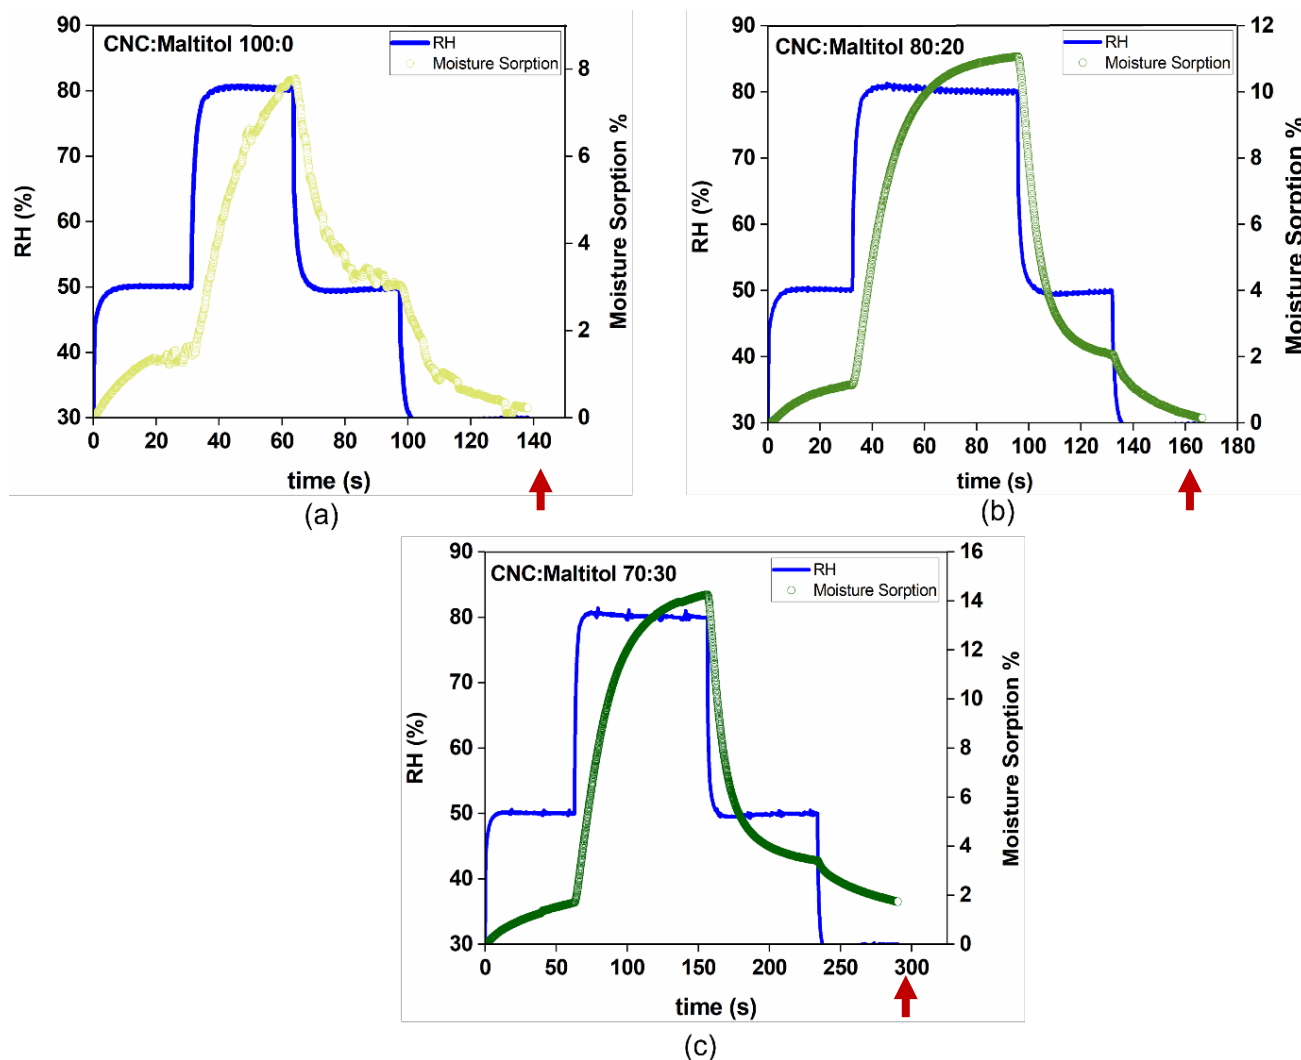 CNC:Maltitol 100:0
RH
Moisture Sorption
90
80
70
60
50
40
30
RH (%)
8
6
4
2
0
Moisture Sorption %
0 20 40 60 80 100 120 140
time (s)
(a)
CNC:Maltitol 80:20
RH
Moisture Sorption
90
80
70
60
50
40
30
RH (%)
12
10
8
6
4
2
0
Moisture Sorption %
0 20 40 60 80 100 120 140 160 180
time (s)
(b)
CNC:Maltitol 70:30
RH
Moisture Sorption
90
80
70
60
50
40
30
RH (%)
16
14
12
10
8
6
4
2
0
Moisture Sorption %
0 50 100 150 200 250 300
time (s)
(c)